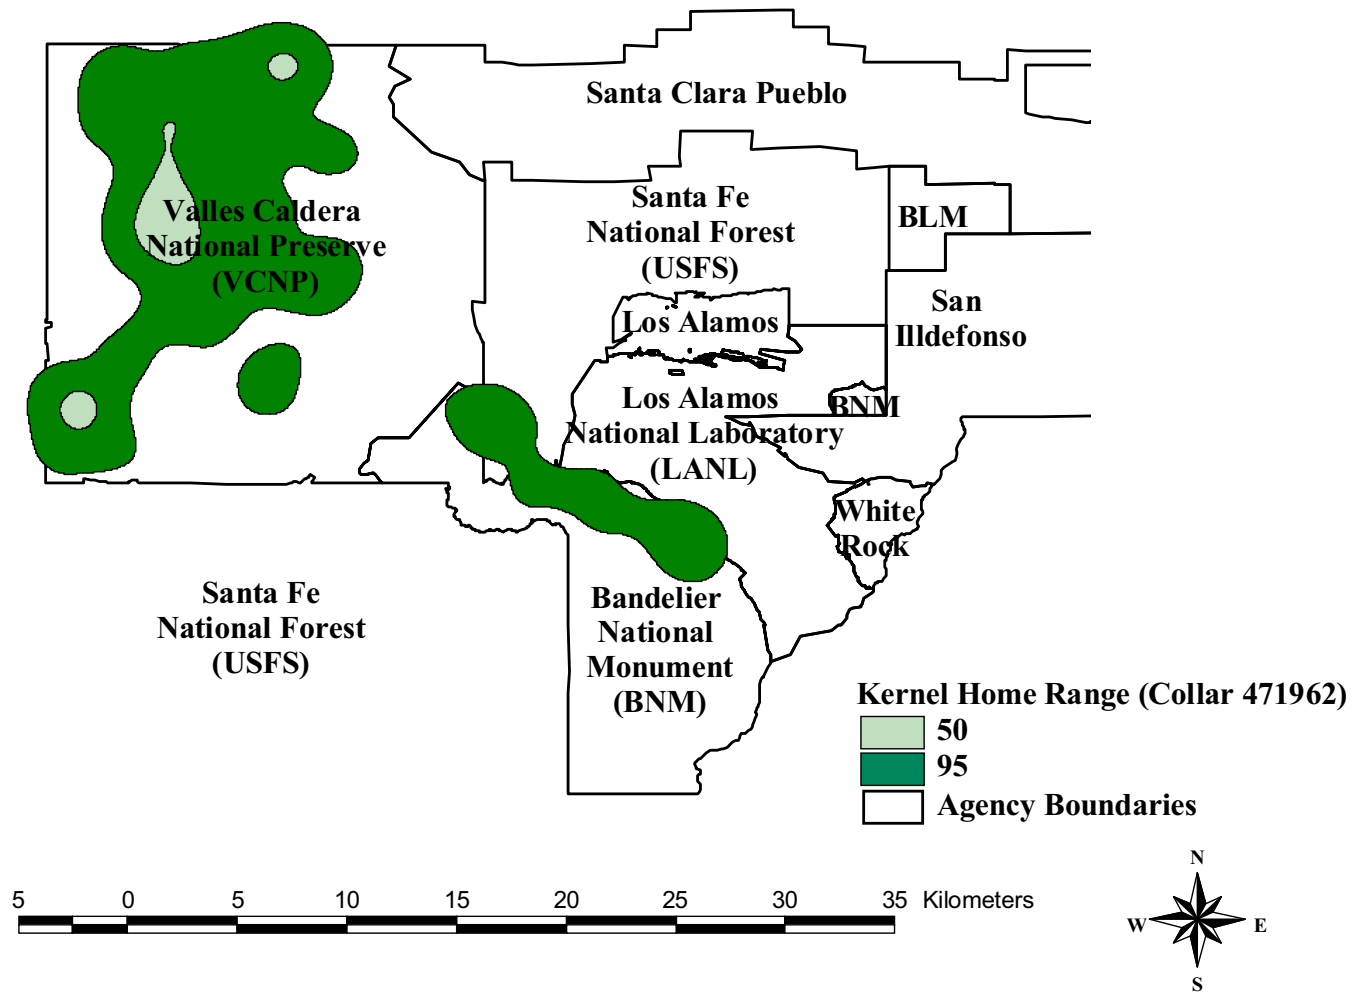 Santa Clara Pueblo
Santa Fe
National Forest
(USFS)
BLM
Valles Caldera
National Preserve
(VCNP)
San
Illdefonso
Los Alamos
Los Alamos
National Laboratory
(LANL)
BNM
White
Rock
Santa Fe
National Forest
(USFS)
Bandelier
National
Monument
(BNM)
Kernel Home Range (Collar 471962)
50
95
Agency Boundaries
5 0 5 10 15 20 25 30 35 Kilometers
N
W E
S